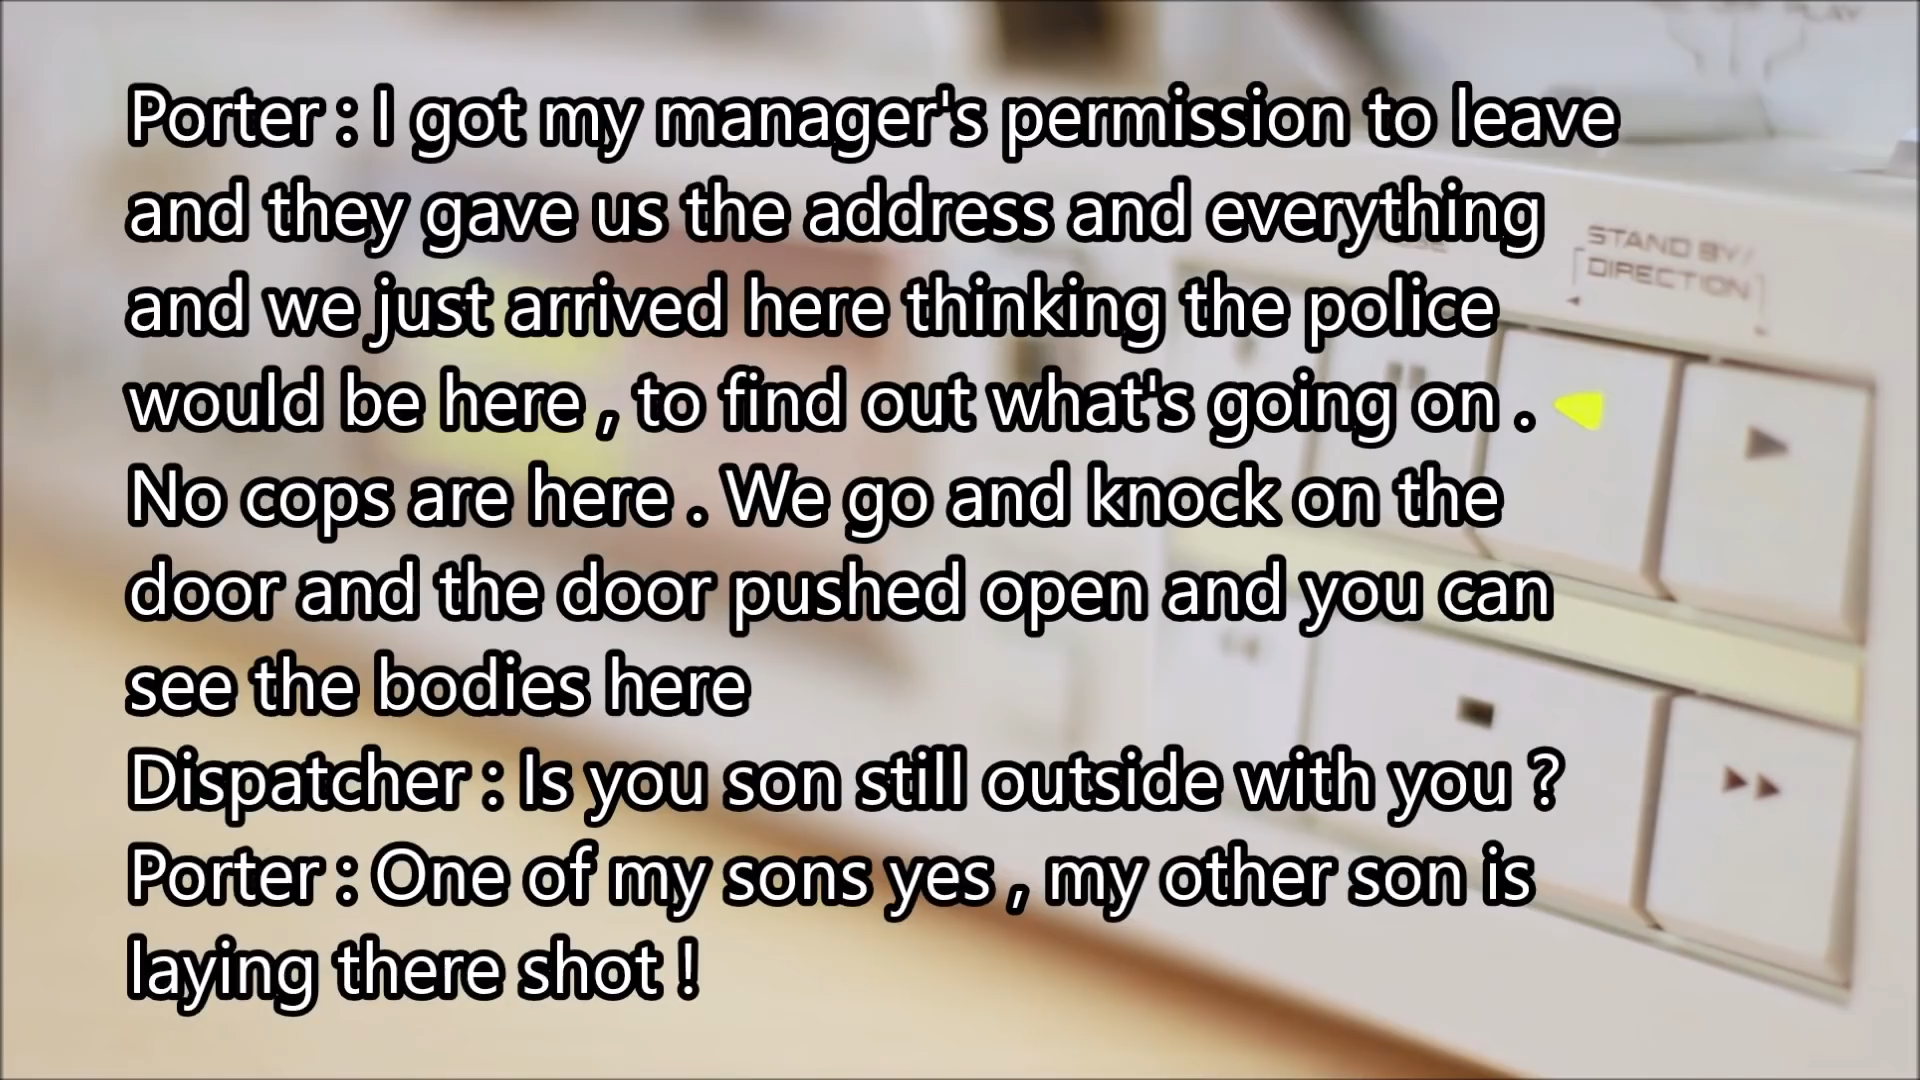 Porter : I got my manager's permission to leave
and they gave us the address and everything
and we just arrived here thinking the police
would be here , to find out what's going on .
No cops are here . We go and knock on the
door and the door pushed open and you can
see the bodies here
Dispatcher : Is you son still outside with you ?
Porter : One of my sons yes , my other son is
laying there shot !
STAND BY/
DIRECTION
PLAY